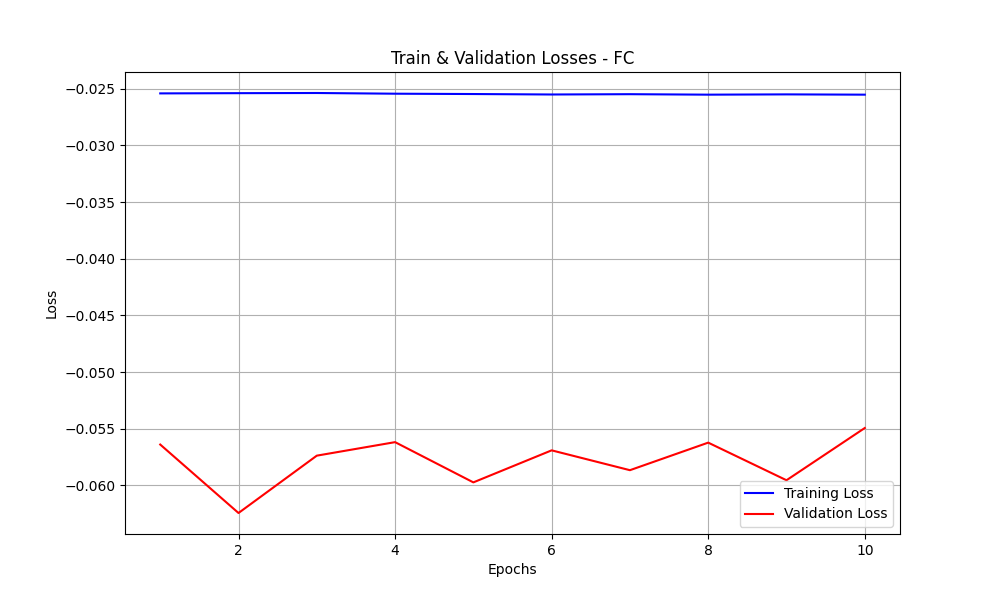 Train & Validation Losses - FC
−0.025
−0.030
−0.035
−0.040
−0.045
−0.050
−0.055
−0.060
Loss
2
4
6
8
10
Epochs
Training Loss
Validation Loss